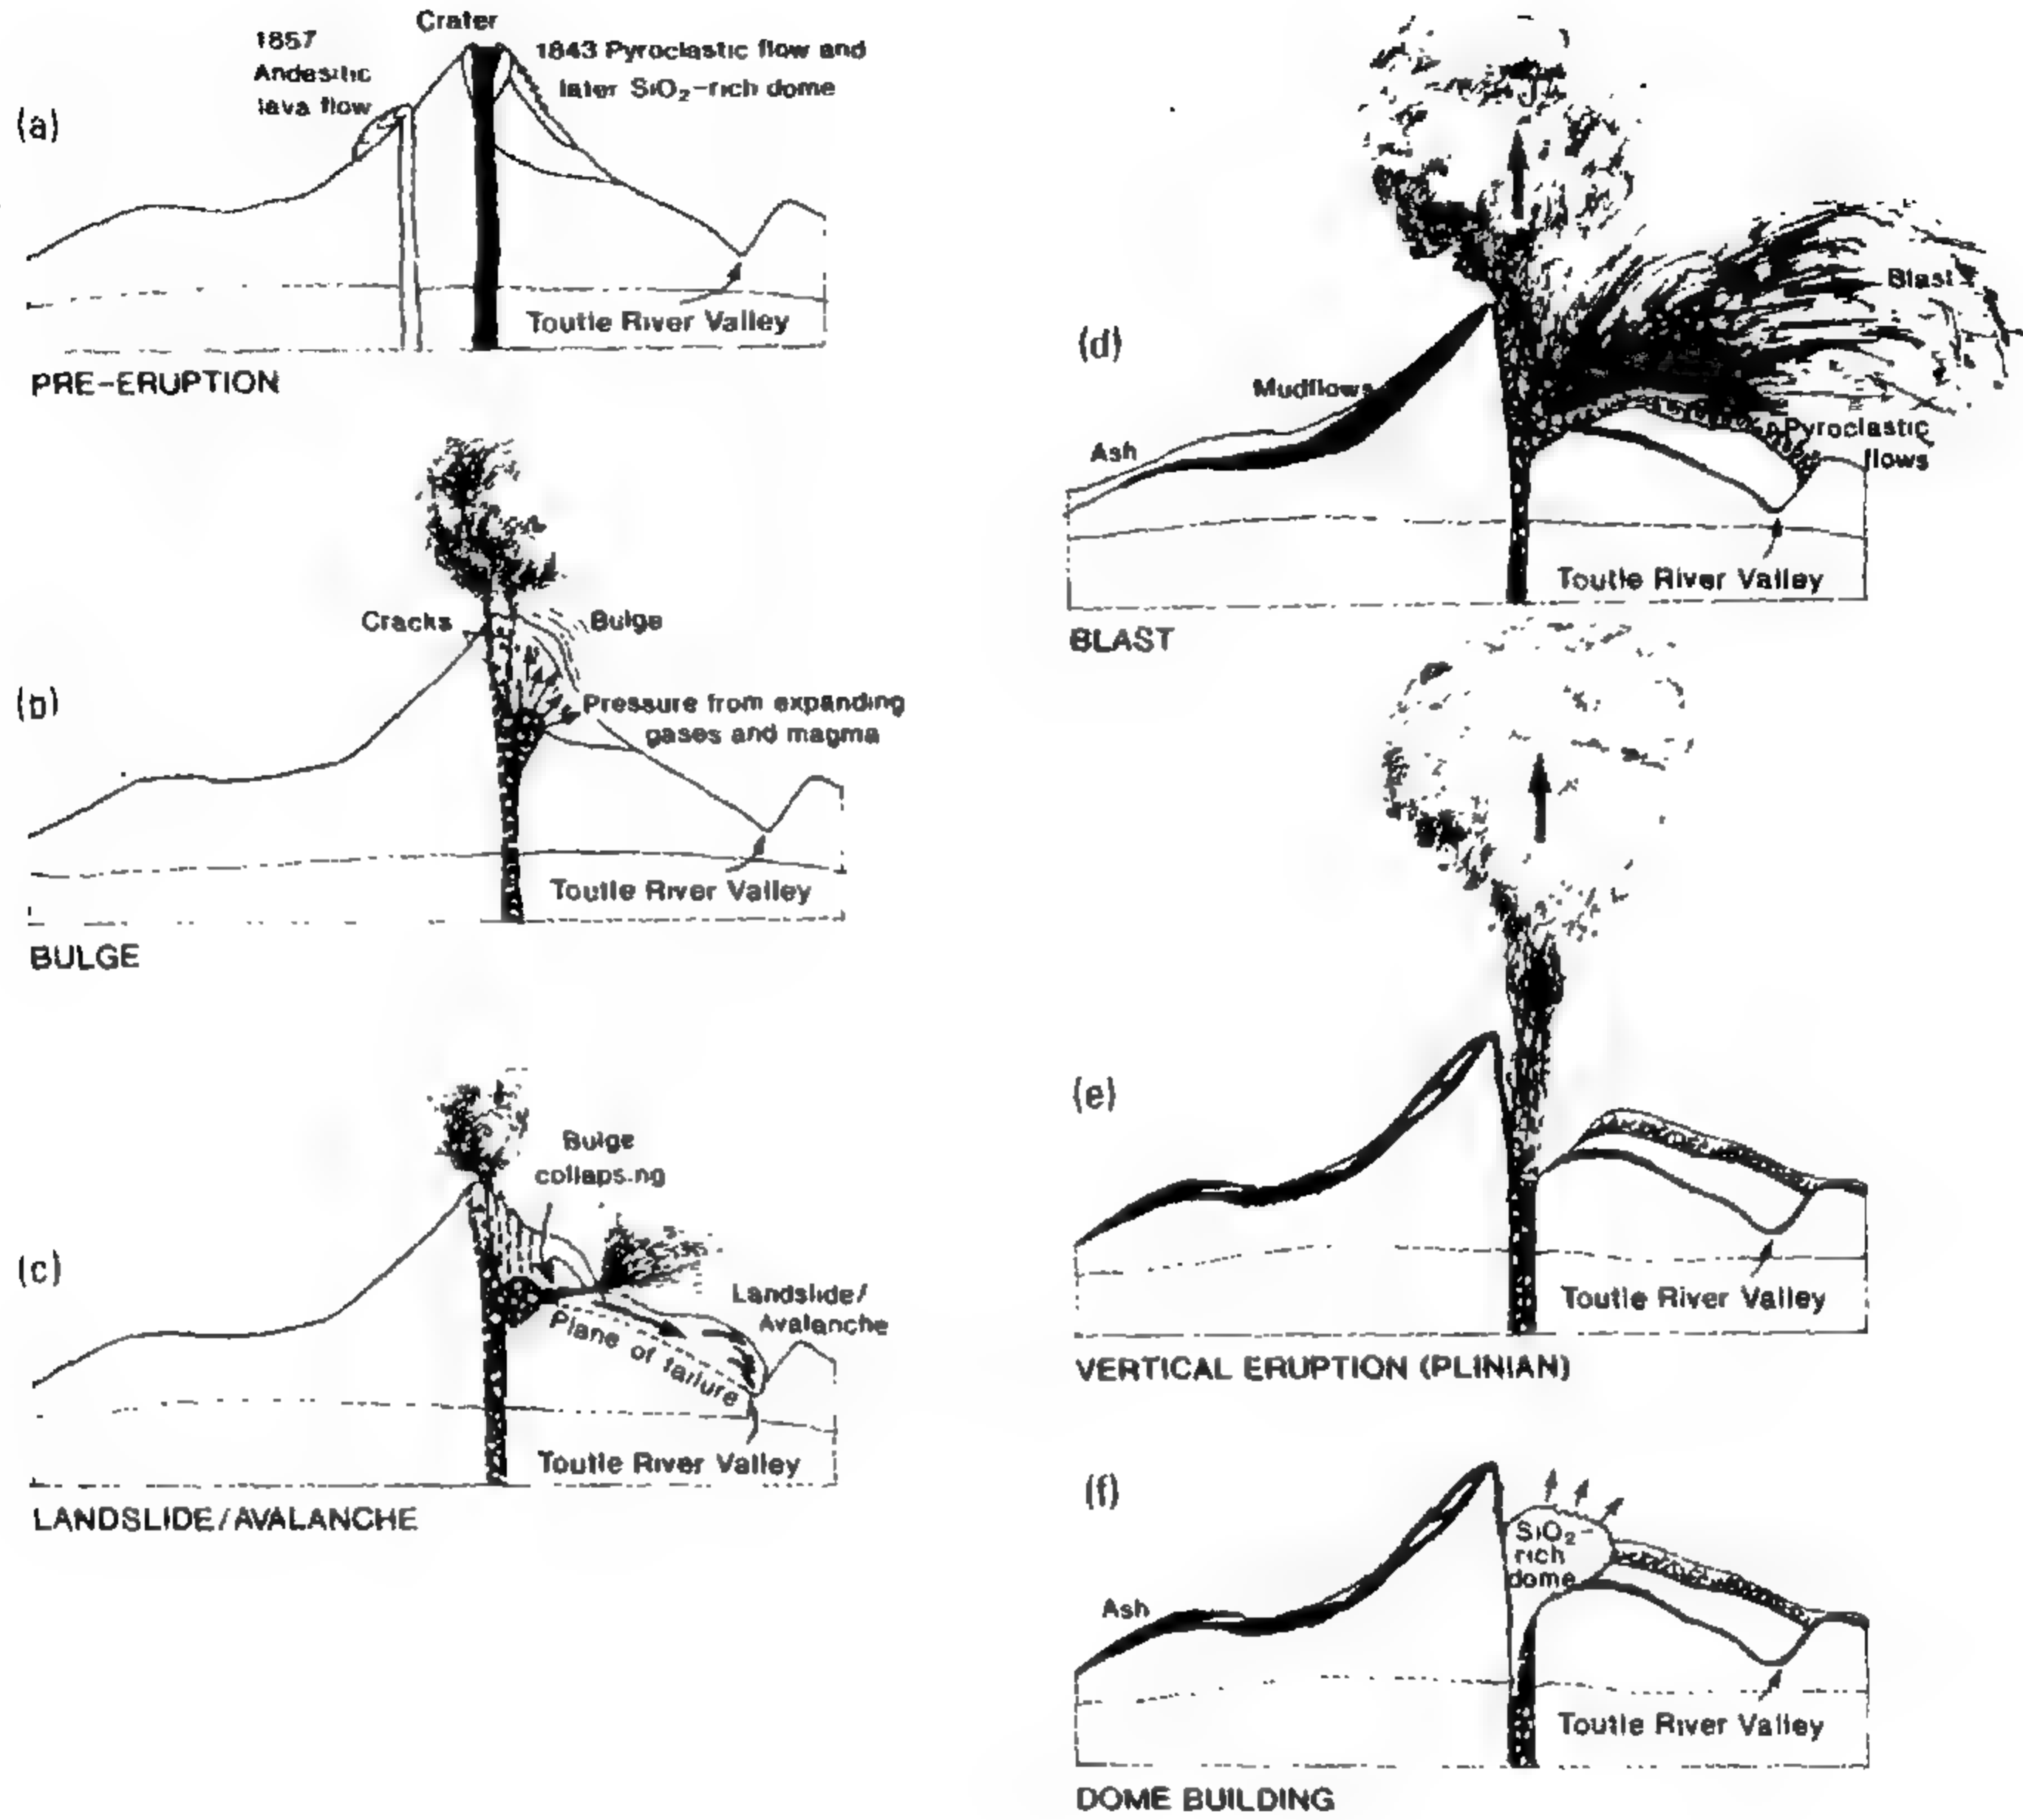 (a)
1857
Andesitic
lava flow
Crater
1843 Pyroclastic flow and
later SiO₂-rich dome
Toutle River Valley
PRE-ERUPTION
(b)
Cracks
Bulge
Pressure from expanding
gases and magma
Toutle River Valley
BULGE
(c)
Bulge
collapsing
Landslide/
Avalanche
Plane of failure
Toutle River Valley
LANDSLIDE/AVALANCHE
(d)
Blast
Mudflows
Ash
Pyroclastic
flows
Toutle River Valley
BLAST
(e)
Toutle River Valley
VERTICAL ERUPTION (PLINIAN)
(f)
SiO₂-
rich
dome
Ash
Toutle River Valley
DOME BUILDING